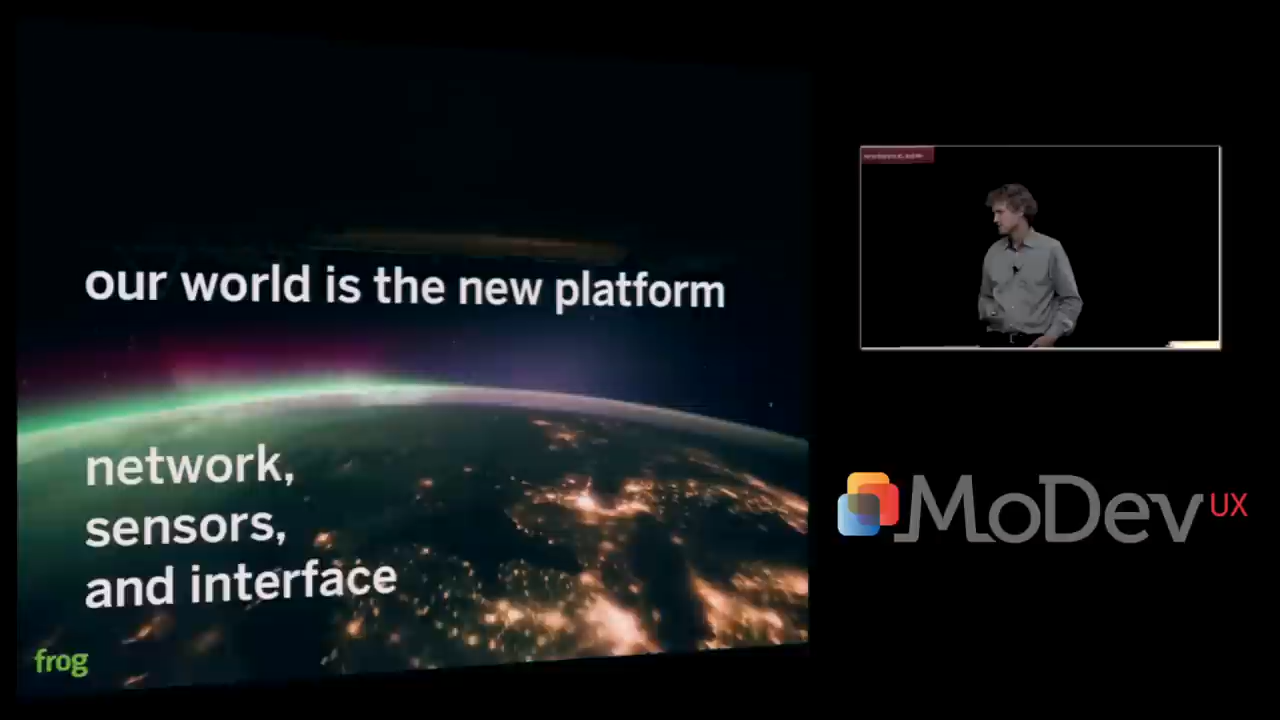 our world is the new platform
network,
sensors,
and interface
frog
MoDev UX